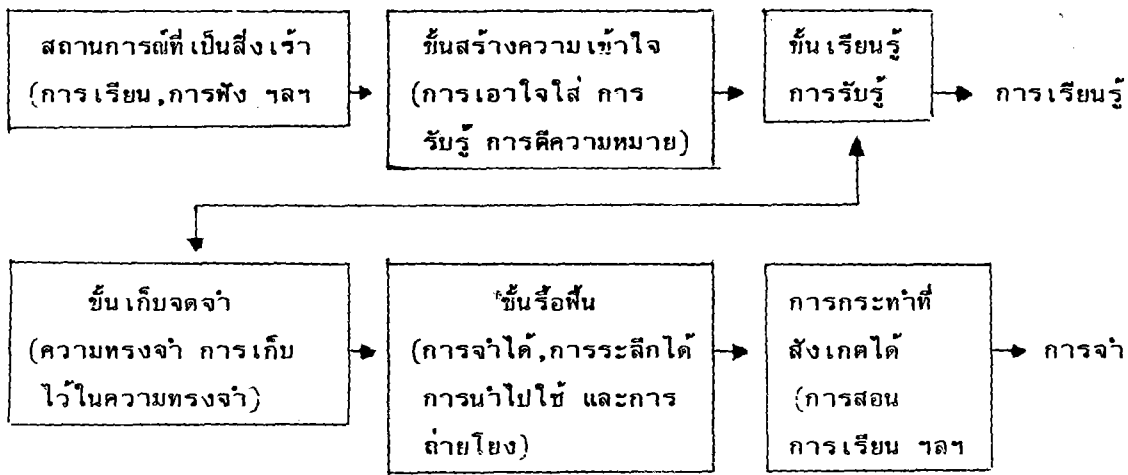 สถานการณ์ที่เป็นสิ่งเร้า
(การเรียน,การฟัง ฯลฯ
ขั้นสร้างความเข้าใจ
(การเอาใจใส่ การ
รับรู้ การตีความหมาย)
ขั้นเรียนรู้
การรับรู้
การเรียนรู้
ขั้นเก็บจดจำ
(ความทรงจำ การเก็บ
ไว้ในความทรงจำ)
ขั้นรื้อฟื้น
(การจำได้,การระลึกได้
การนำไปใช้ และการ
ถ่ายโยง)
การกระทำที่
สังเกตได้
(การสอน
การเรียน ฯลฯ
การจำ